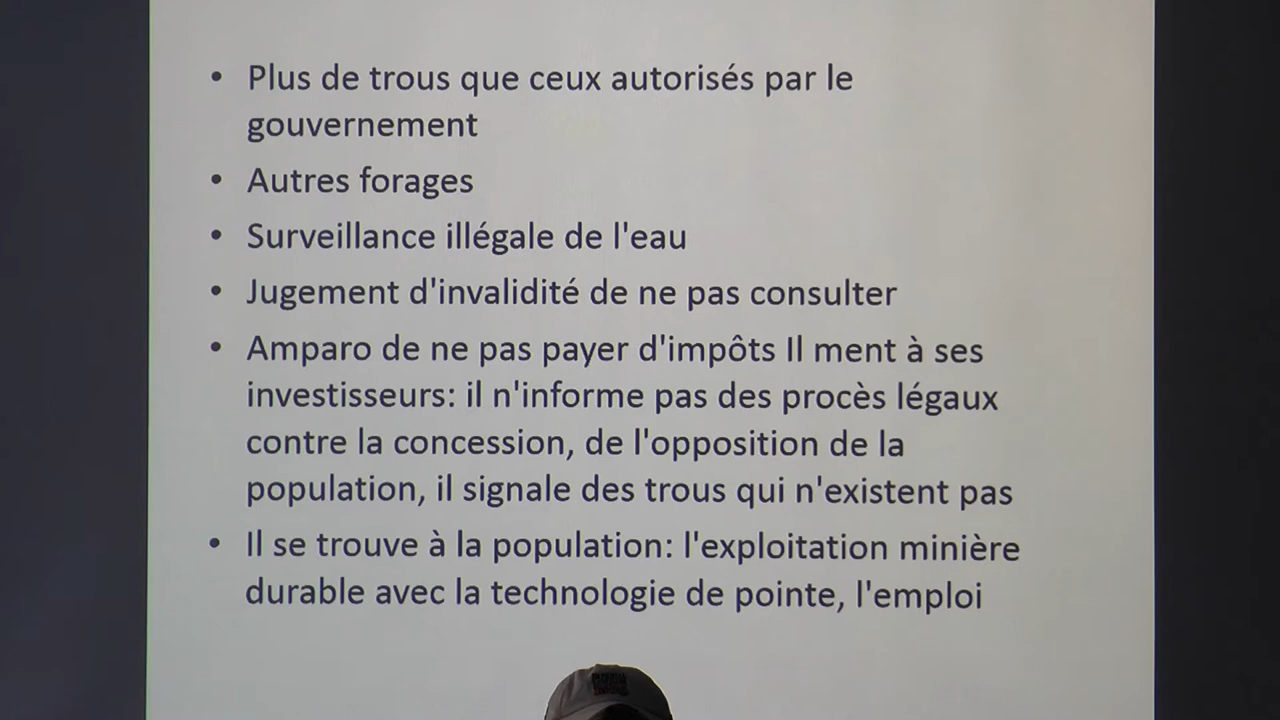 • Plus de trous que ceux autorisés par le
gouvernement
• Autres forages
• Surveillance illégale de l'eau
• Jugement d'invalidité de ne pas consulter
• Amparo de ne pas payer d'impôts Il ment à ses
investisseurs: il n'informe pas des procès légaux
contre la concession, de l'opposition de la
population, il signale des trous qui n'existent pas
• Il se trouve à la population: l'exploitation minière
durable avec la technologie de pointe, l'emploi